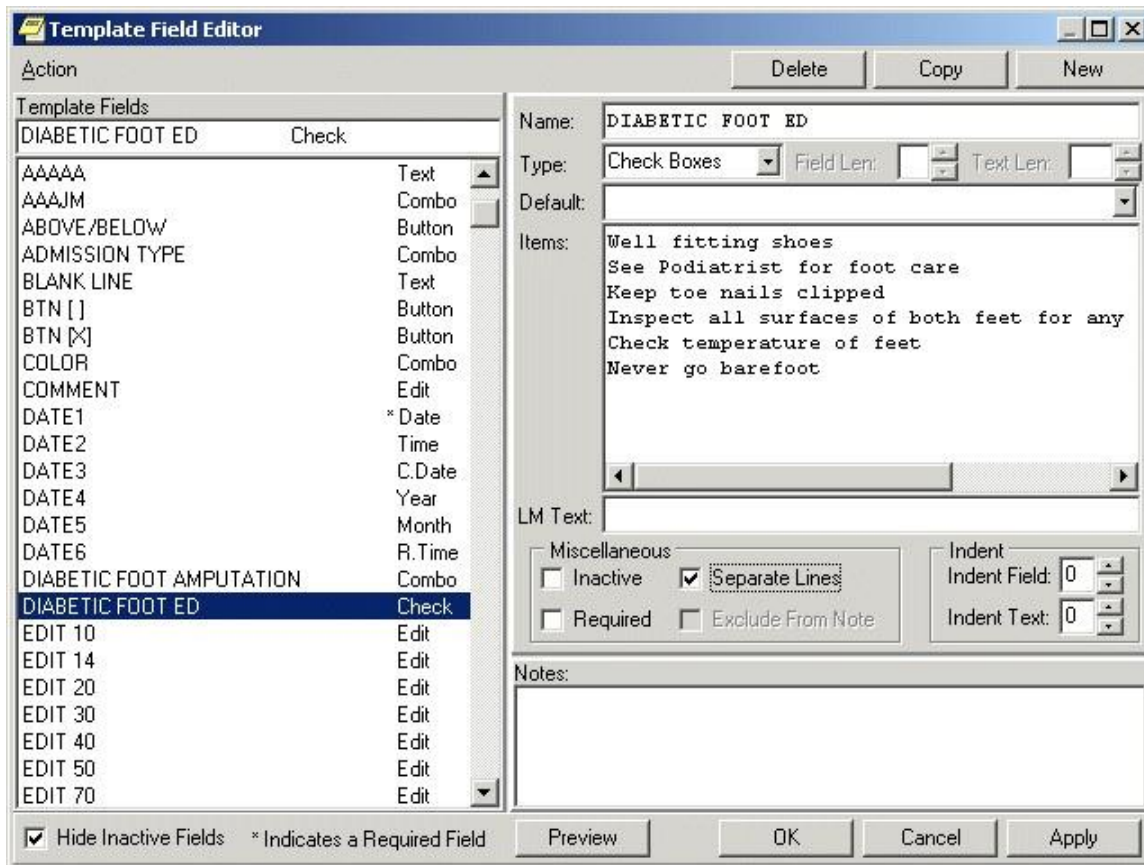 Template Field Editor
Action
Delete Copy New
Template Fields
DIABETIC FOOT ED Check
AAAAA Text
AAAJM Combo
ABOVE/BELOW Button
ADMISSION TYPE Combo
BLANK LINE Text
BTN [ ] Button
BTN [X] Button
COLOR Combo
COMMENT Edit
DATE1 * Date
DATE2 Time
DATE3 C.Date
DATE4 Year
DATE5 Month
DATE6 R.Time
DIABETIC FOOT AMPUTATION Combo
DIABETIC FOOT ED Check
EDIT 10 Edit
EDIT 14 Edit
EDIT 20 Edit
EDIT 30 Edit
EDIT 40 Edit
EDIT 50 Edit
EDIT 70 Edit
Hide Inactive Fields * Indicates a Required Field
Name: DIABETIC FOOT ED
Type: Check Boxes Field Len: Text Len:
Default:
Items: Well fitting shoes
See Podiatrist for foot care
Keep toe nails clipped
Inspect all surfaces of both feet for any
Check temperature of feet
Never go barefoot
LM Text:
Miscellaneous
Inactive Separate Lines
Required Exclude From Note
Indent
Indent Field: 0
Indent Text: 0
Notes:
Preview OK Cancel Apply